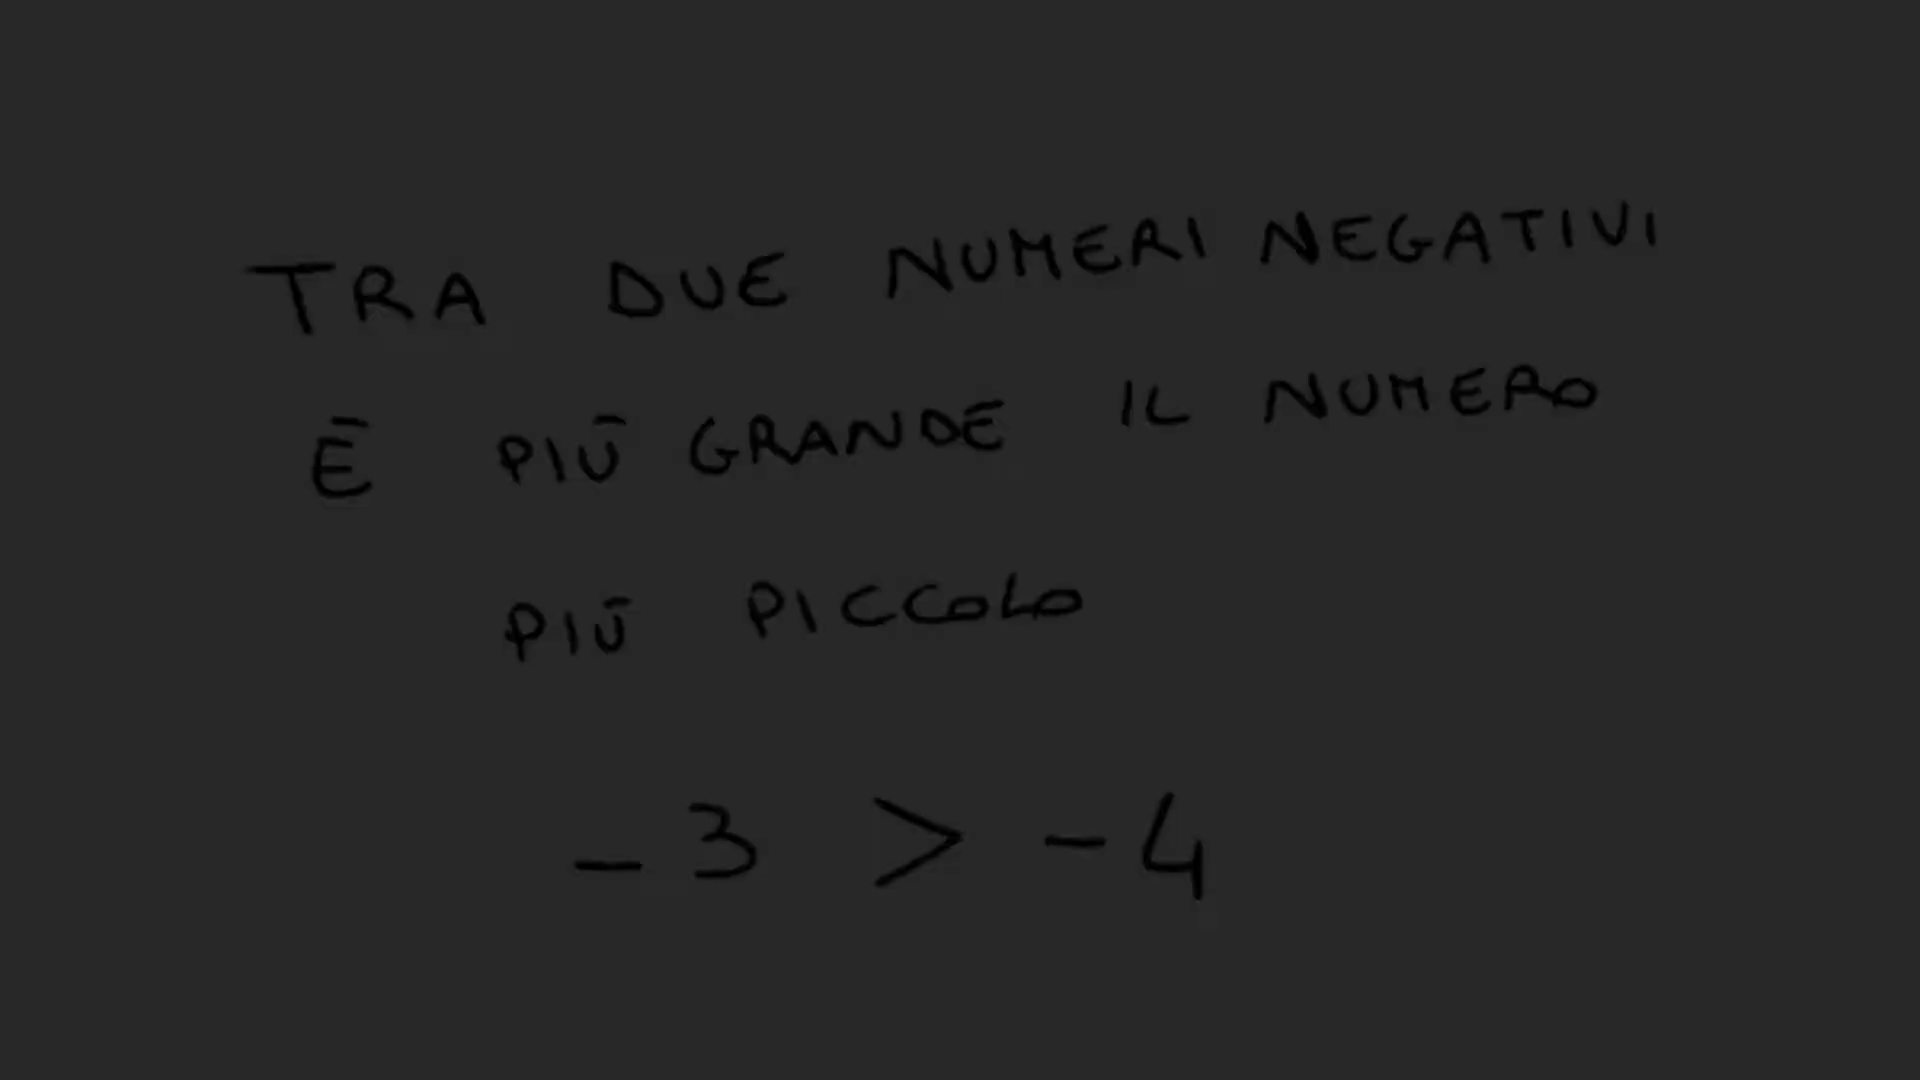 TRA DUE NUMERI NEGATIVI
È PIÙ GRANDE IL NUMERO
PIÙ PICCOLO
-3 > -4